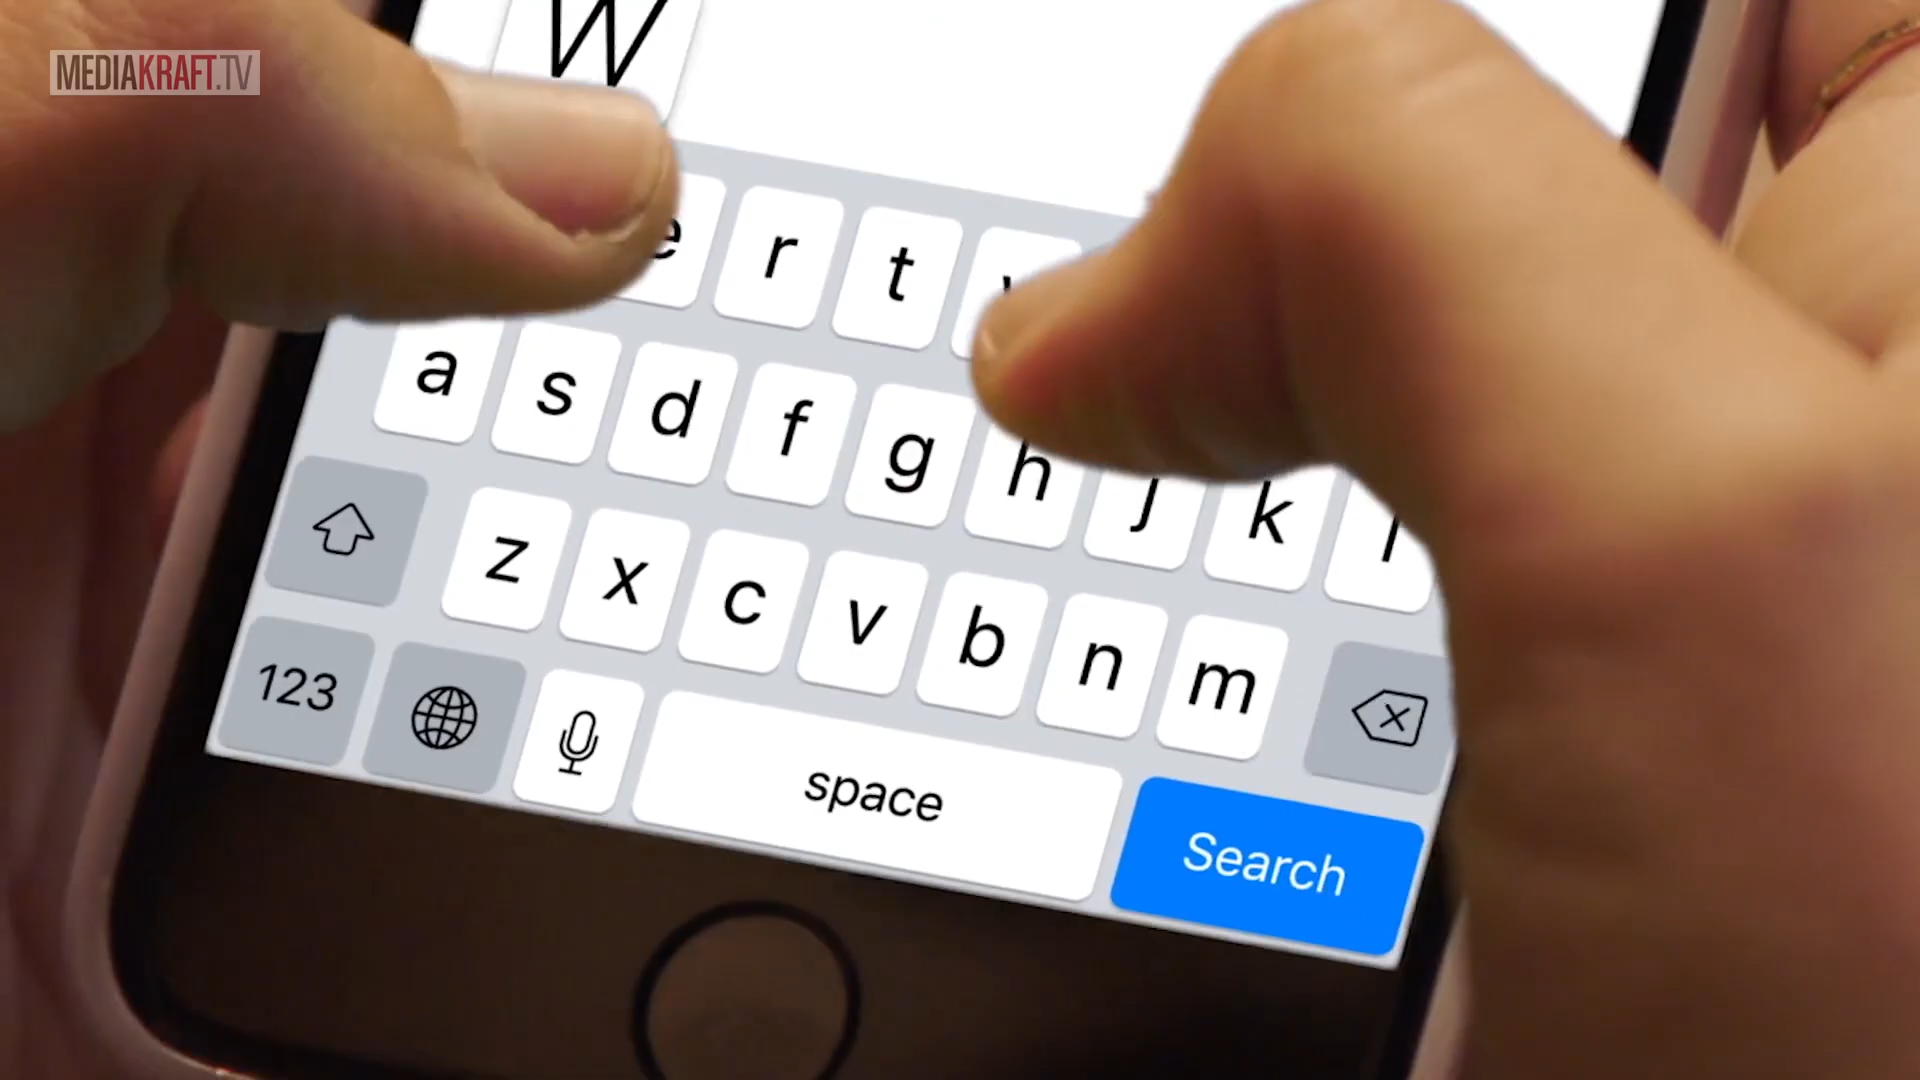 MEDIAKRAFT.TV
W
e r t
a s d f g h j k l
z x c v b n m
123 space Search